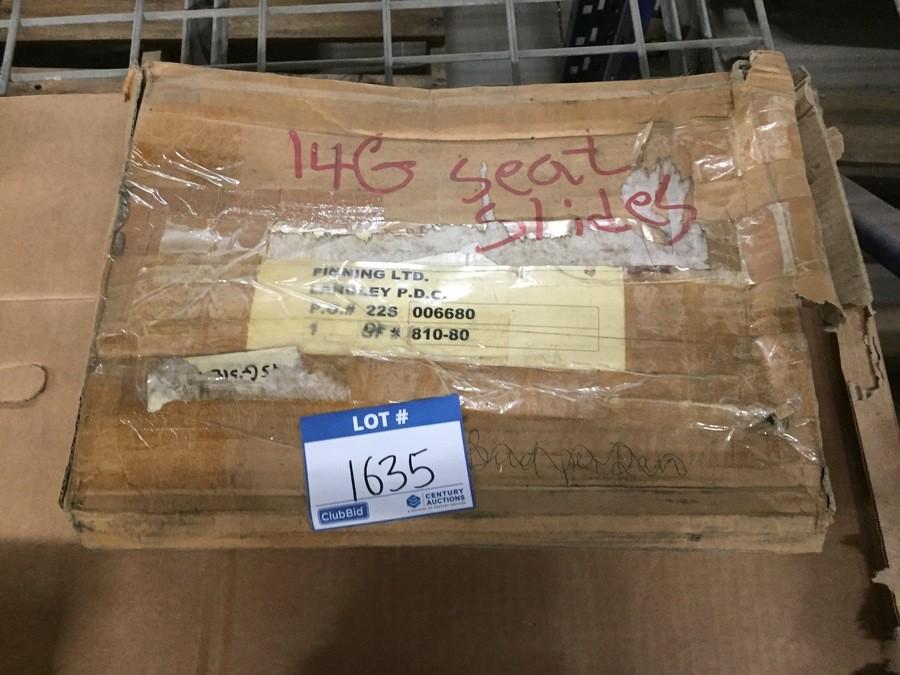 14G seat
slides
FINNING LTD.
LANGLEY P.D.C.
P.O.# 22S 006680
1 OF # 810-80
LOT #
1635
ClubBid
CENTURY
AUCTIONS